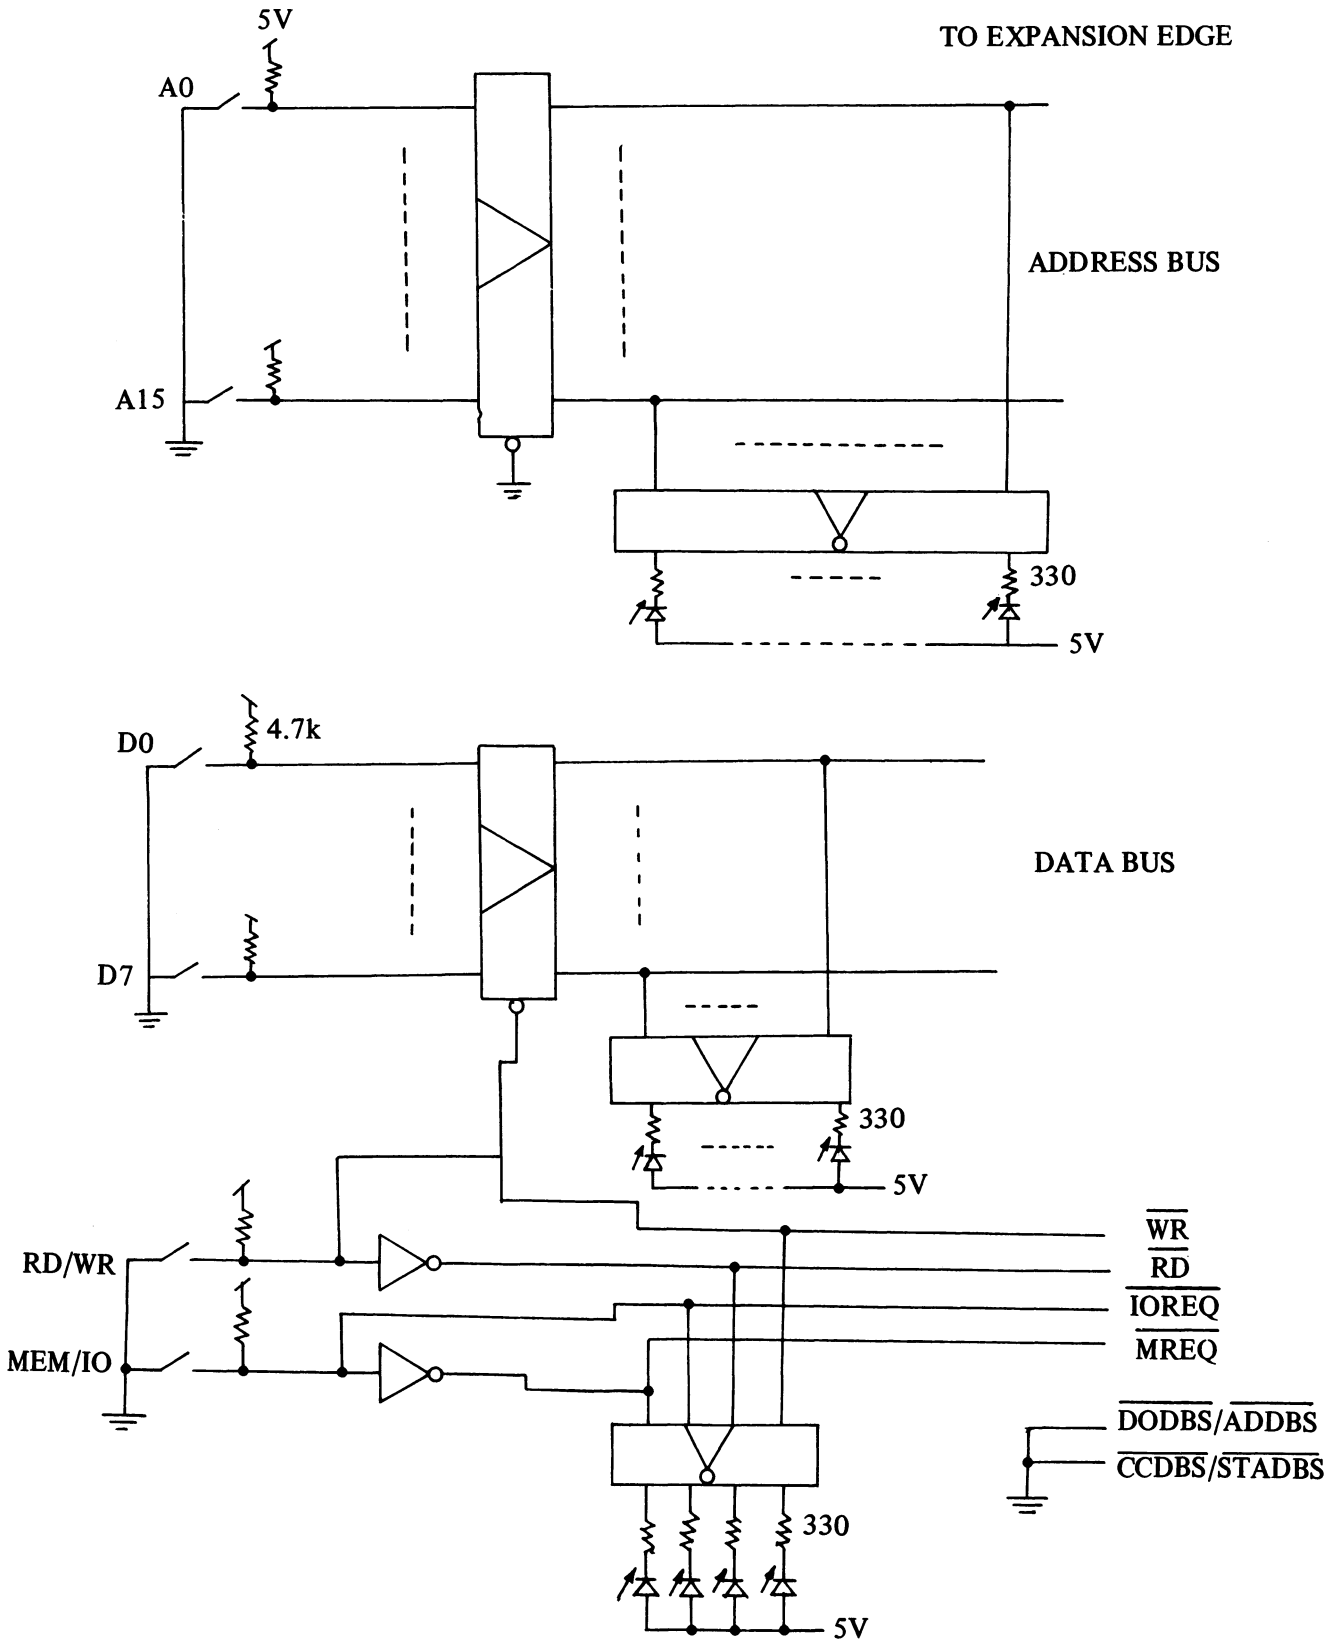 5V
TO EXPANSION EDGE
A0
ADDRESS BUS
A15
330
5V
4.7k
D0
DATA BUS
D7
330
5V
WR
RD/WR
RD
IOREQ
MEM/IO
MREQ
DODBS/ADDBS
CCDBS/STADBS
330
5V